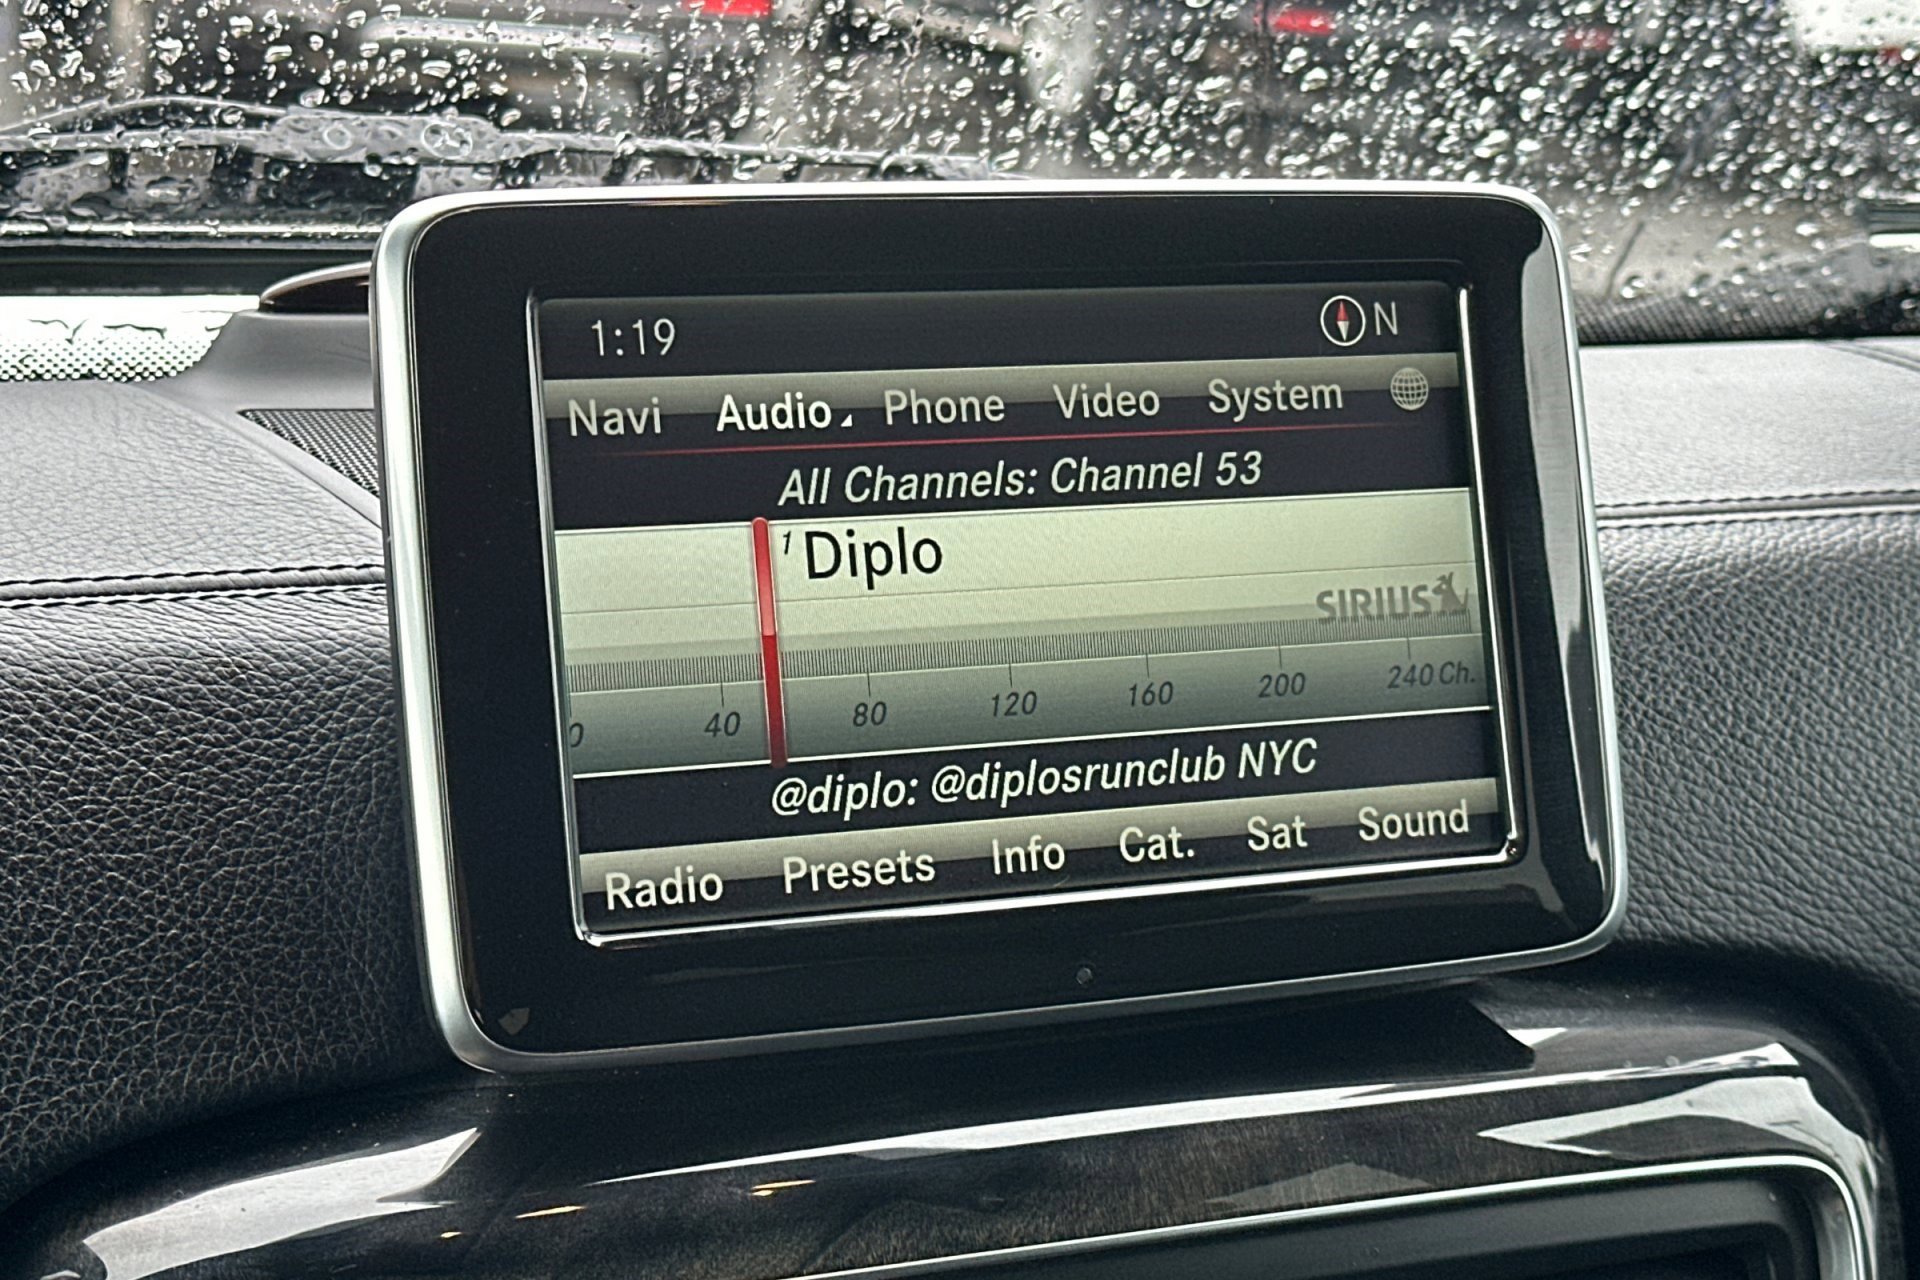 1:19 N
Navi Audio Phone Video System
All Channels: Channel 53
1 Diplo
SIRIUS
0 40 80 120 160 200 240 Ch.
@diplo: @diplosrunclub NYC
Radio Presets Info Cat. Sat Sound